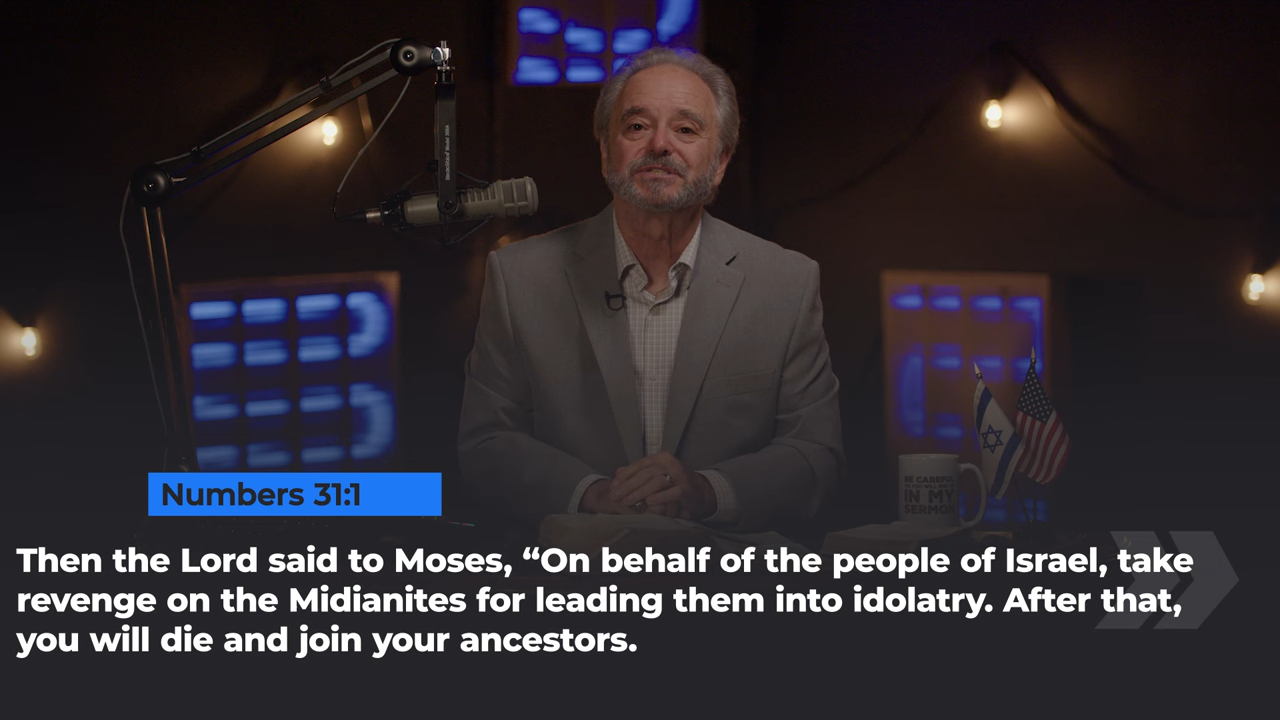 BE CAREFUL
IN MY
SERMON
Numbers 31:1
Then the Lord said to Moses, “On behalf of the people of Israel, take
revenge on the Midianites for leading them into idolatry. After that,
you will die and join your ancestors.